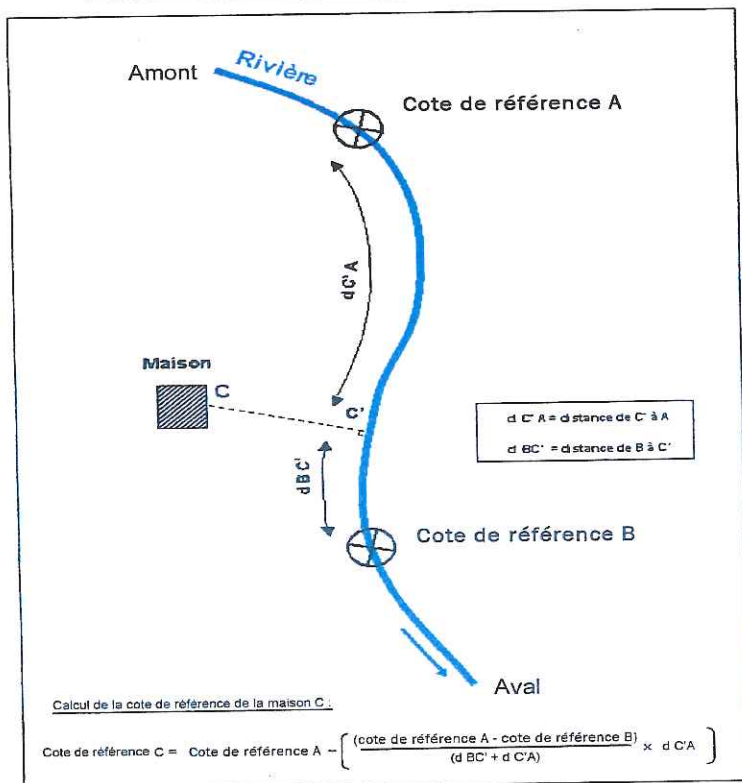 Amont
Rivière
Cote de référence A
dC'A
Maison
C
C'
d C'A = distance de C' à A
d BC' = distance de B à C'
dBC'
Cote de référence B
Aval
Calcul de la cote de référence de la maison C :
Cote de référence C = Cote de référence A - [ (cote de référence A - cote de référence B) / (d BC' + d C'A) × d C'A ]